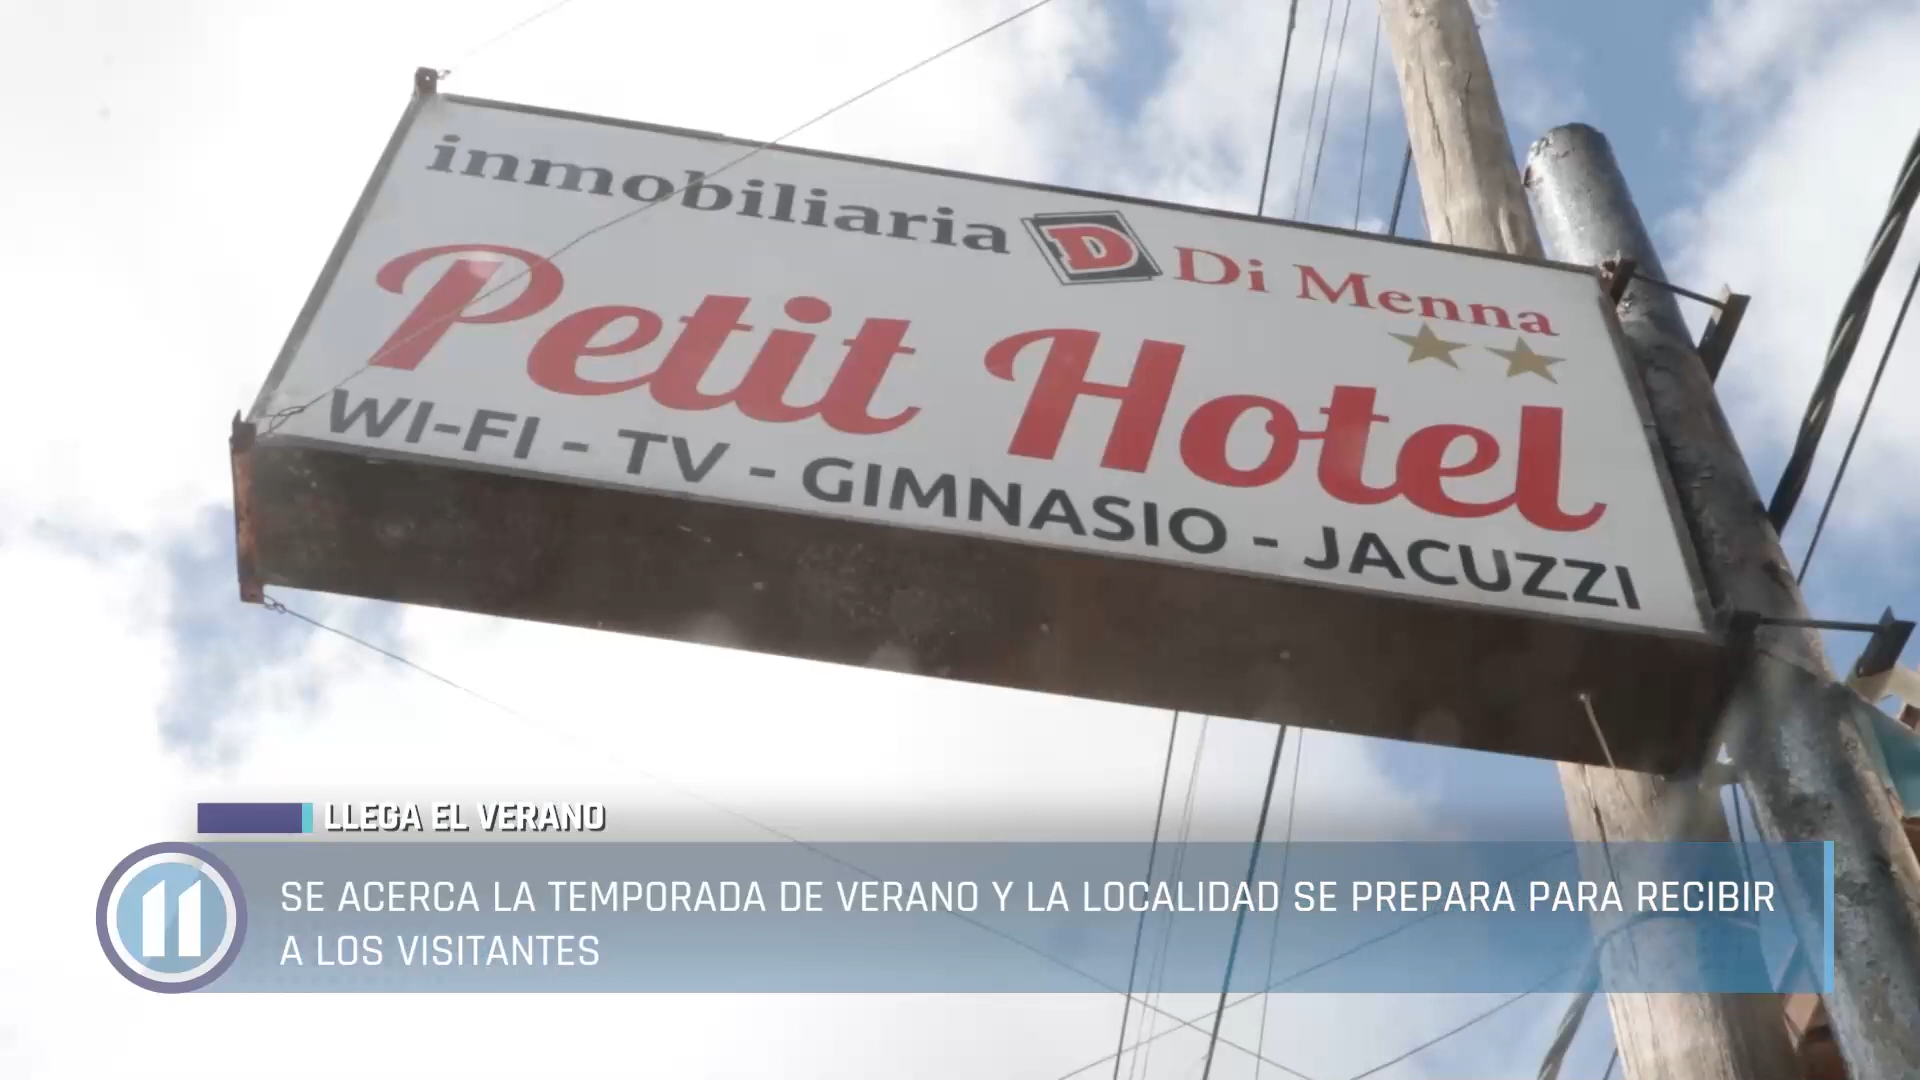 inmobiliaria D Di Menna
Petit Hotel
WI-FI - TV - GIMNASIO - JACUZZI
LLEGA EL VERANO
11
SE ACERCA LA TEMPORADA DE VERANO Y LA LOCALIDAD SE PREPARA PARA RECIBIR
A LOS VISITANTES